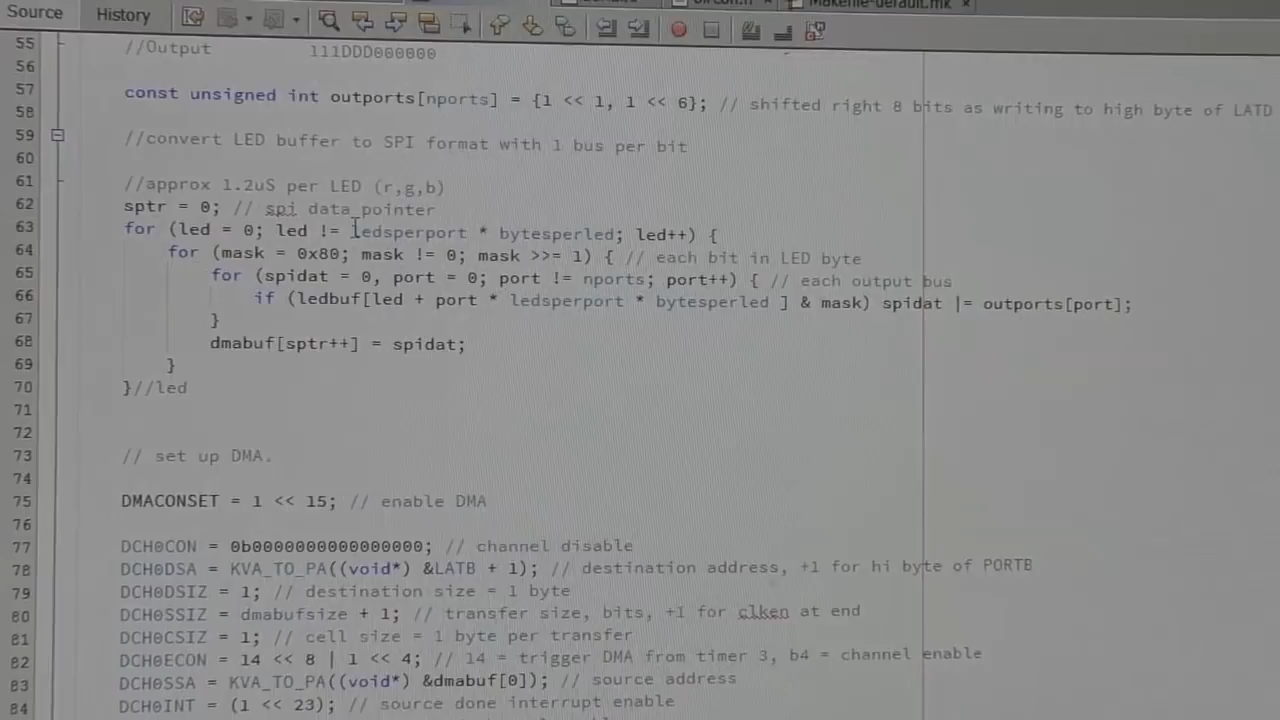 Source History Makefile-default.mk
55 //Output 111DDD000000
56
57 const unsigned int outports[nports] = {1 << 1, 1 << 6}; // shifted right 8 bits as writing to high byte of LATD
58
59 //convert LED buffer to SPI format with 1 bus per bit
60
61 //approx 1.2uS per LED (r,g,b)
62 sptr = 0; // spi data pointer
63 for (led = 0; led != ledsperport * bytesperled; led++) {
64 for (mask = 0x80; mask != 0; mask >>= 1) { // each bit in LED byte
65 for (spidat = 0, port = 0; port != nports; port++) { // each output bus
66 if (ledbuf[led + port * ledsperport * bytesperled ] & mask) spidat |= outports[port];
67 }
68 dmabuf[sptr++] = spidat;
69 }
70 }//led
71
72
73 // set up DMA.
74
75 DMACONSET = 1 << 15; // enable DMA
76
77 DCH0CON = 0b0000000000000000; // channel disable
78 DCH0DSA = KVA_TO_PA((void*) &LATB + 1); // destination address, +1 for hi byte of PORTB
79 DCH0DSIZ = 1; // destination size = 1 byte
80 DCH0SSIZ = dmabufsize + 1; // transfer size, bits, +1 for clken at end
81 DCH0CSIZ = 1; // cell size = 1 byte per transfer
82 DCH0ECON = 14 << 8 | 1 << 4; // 14 = trigger DMA from timer 3, b4 = channel enable
83 DCH0SSA = KVA_TO_PA((void*) &dmabuf[0]); // source address
84 DCH0INT = (1 << 23); // source done interrupt enable